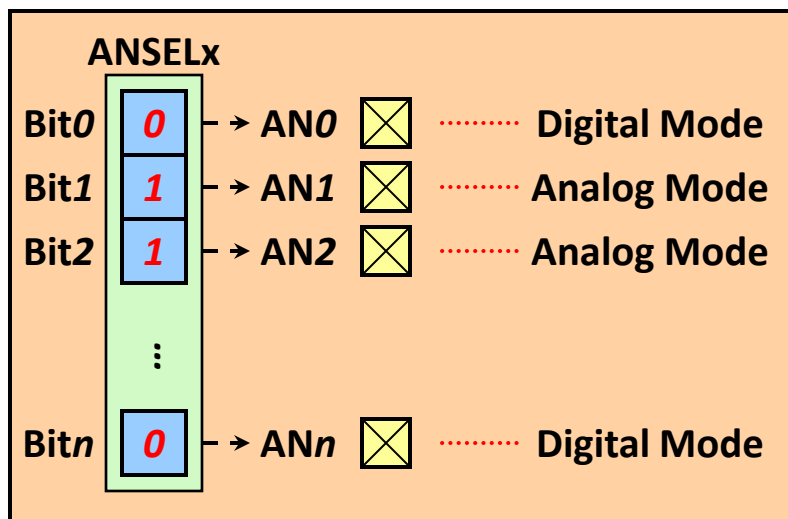 ANSELx
Bit0 0 AN0 Digital Mode
Bit1 1 AN1 Analog Mode
Bit2 1 AN2 Analog Mode
...
Bitn 0 ANn Digital Mode